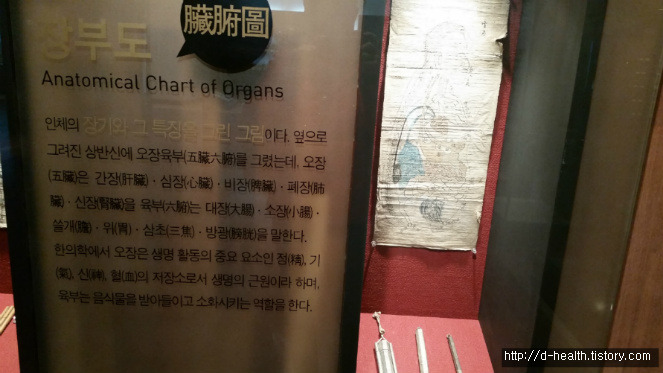 臟腑圖
장부도
Anatomical Chart of Organs
인체의 장기와 그 특징을 그린 그림이다. 옆으로
그려진 상반신에 오장육부(五臟六腑)를 그렸는데, 오장
(五臟)은 간장(肝臟)·심장(心臟)·비장(脾臟)·폐장(肺
臟)·신장(腎臟)을 육부(六腑)는 대장(大腸)·소장(小腸)·
쓸개(膽)·위(胃)·삼초(三焦)·방광(膀胱)을 말한다.
한의학에서 오장은 생명 활동의 중요 요소인 정(精), 기
(氣), 신(神), 혈(血)의 저장소로서 생명의 근원이라 하며,
육부는 음식물을 받아들이고 소화시키는 역할을 한다.
http://d-health.tistory.com